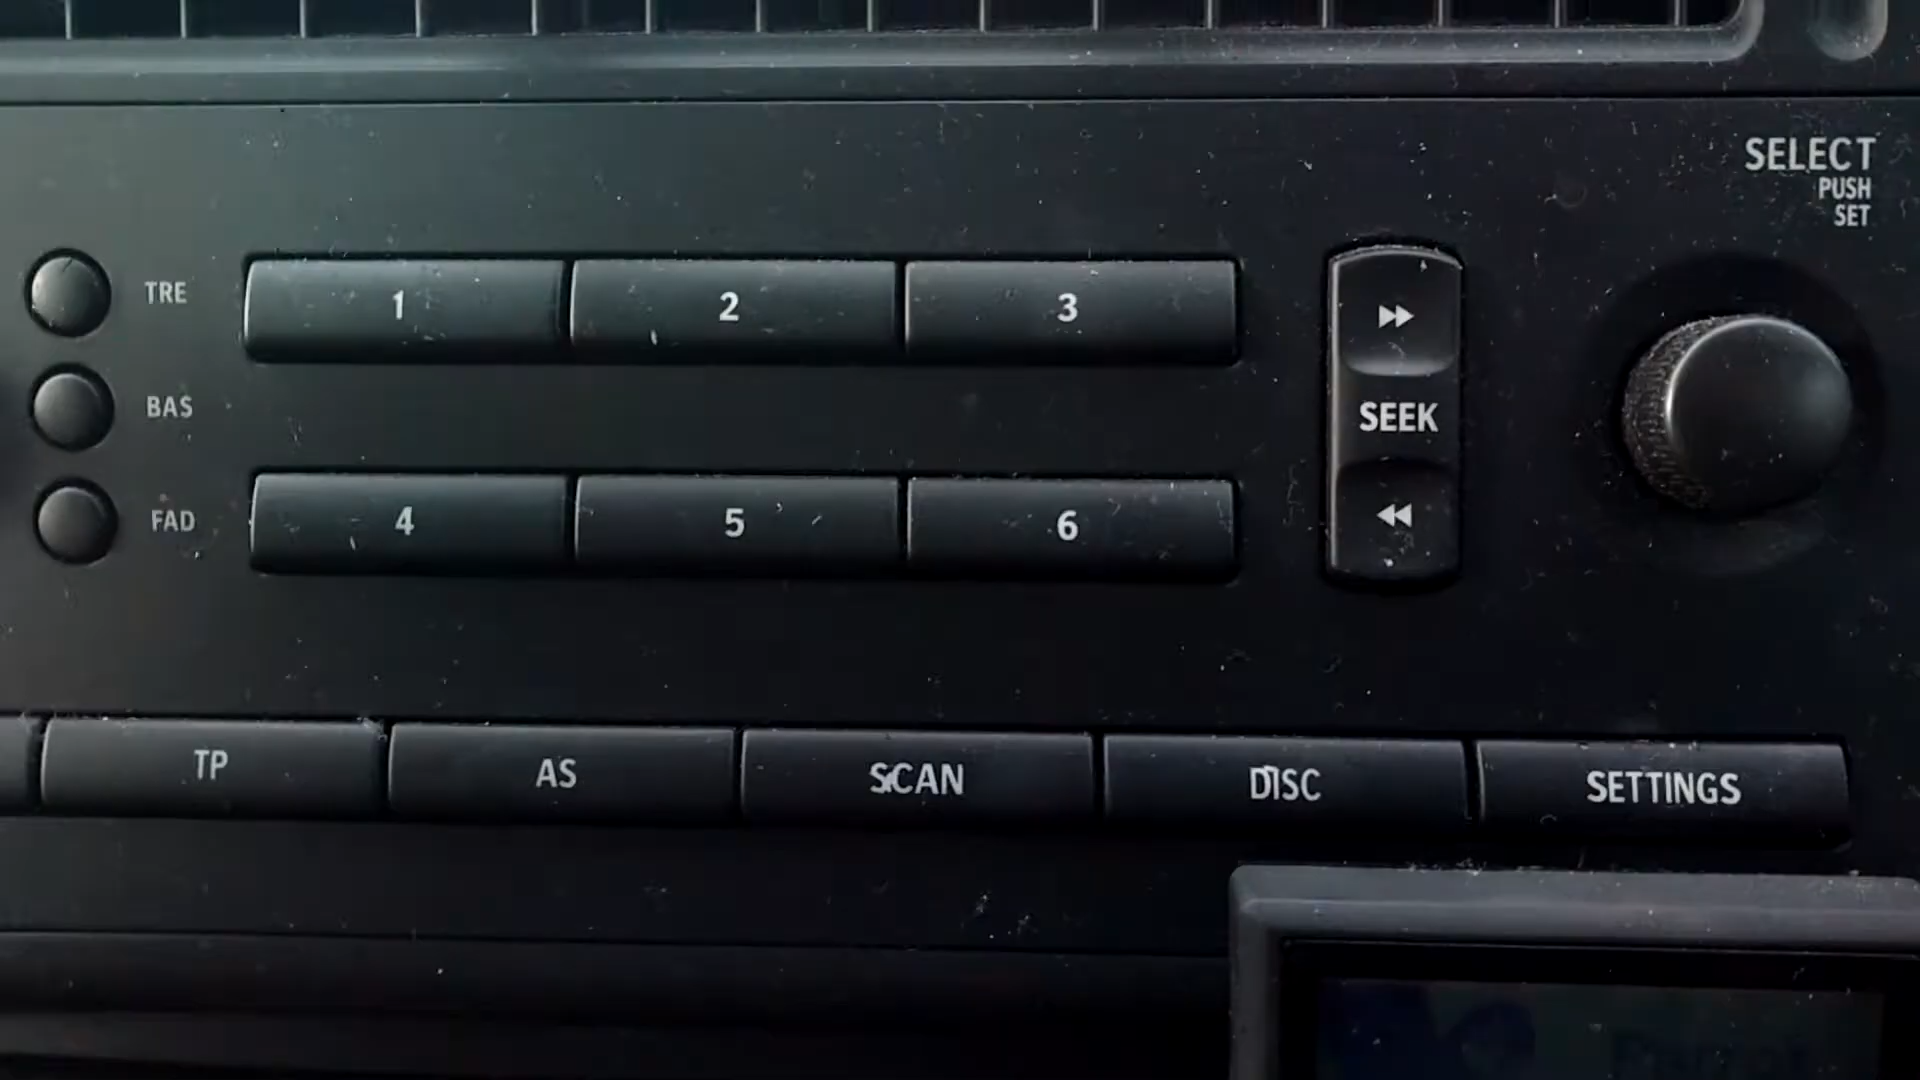 SELECT
PUSH
SET
TRE
1
2
3
BAS
SEEK
FAD
4
5
6
TP
AS
SCAN
DISC
SETTINGS